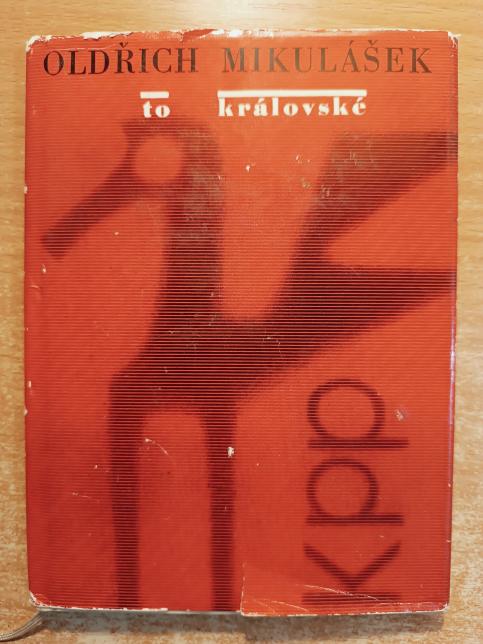 OLDŘICH MIKULÁŠEK
to královské
kpp